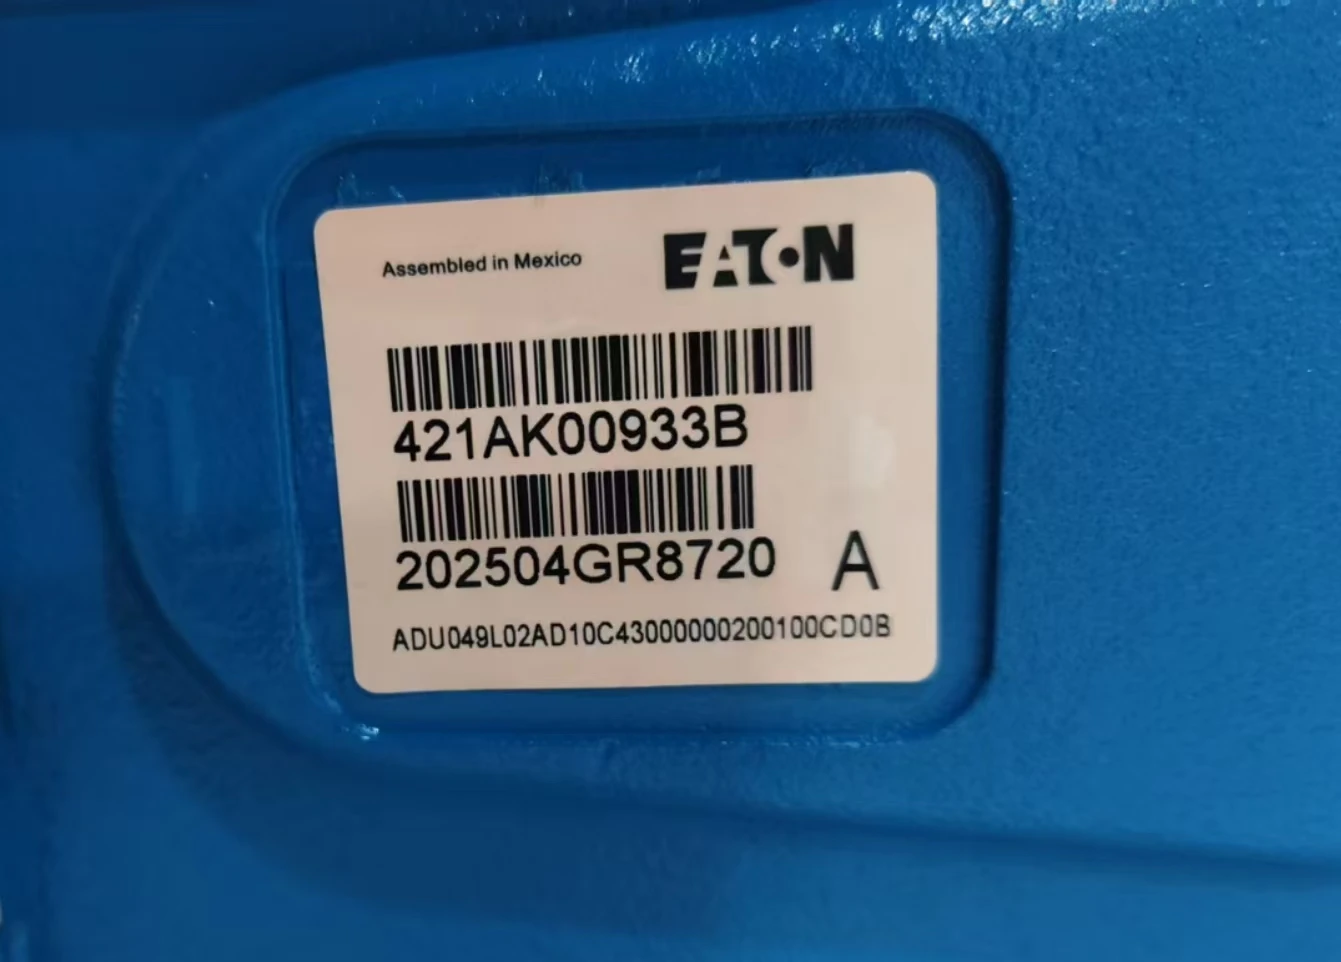 Assembled in Mexico
EATON
421AK00933B
202504GR8720 A
ADU049L02AD10C43000000200100CD0B